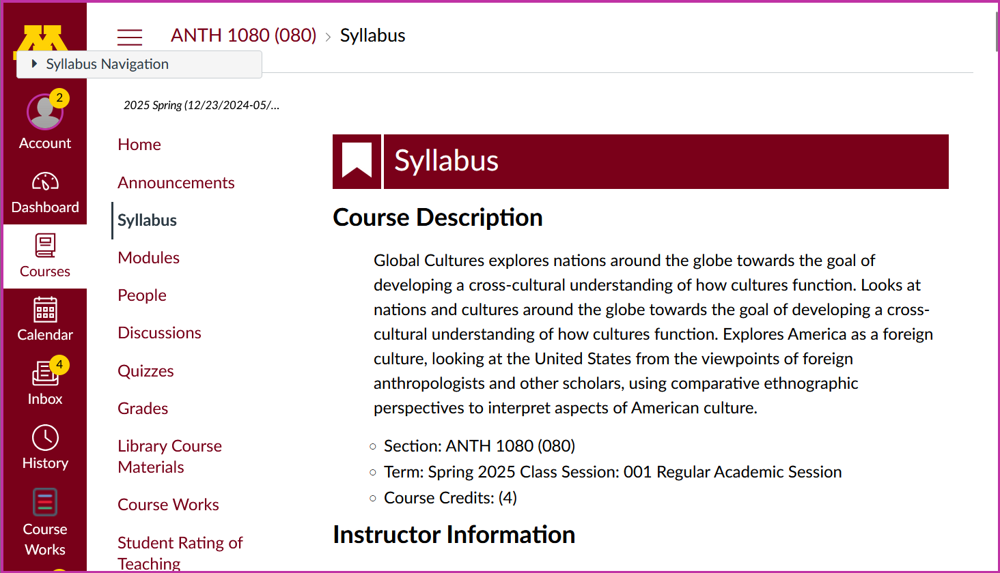 ANTH 1080 (080) › Syllabus
Syllabus Navigation
2
Account
Dashboard
Courses
Calendar
4
Inbox
History
Course
Works
2025 Spring (12/23/2024-05/...
Home
Announcements
Syllabus
Modules
People
Discussions
Quizzes
Grades
Library Course
Materials
Course Works
Student Rating of
Teaching
Syllabus
Course Description
Global Cultures explores nations around the globe towards the goal of
developing a cross-cultural understanding of how cultures function. Looks at
nations and cultures around the globe towards the goal of developing a cross-
cultural understanding of how cultures function. Explores America as a foreign
culture, looking at the United States from the viewpoints of foreign
anthropologists and other scholars, using comparative ethnographic
perspectives to interpret aspects of American culture.
Section: ANTH 1080 (080)
Term: Spring 2025 Class Session: 001 Regular Academic Session
Course Credits: (4)
Instructor Information